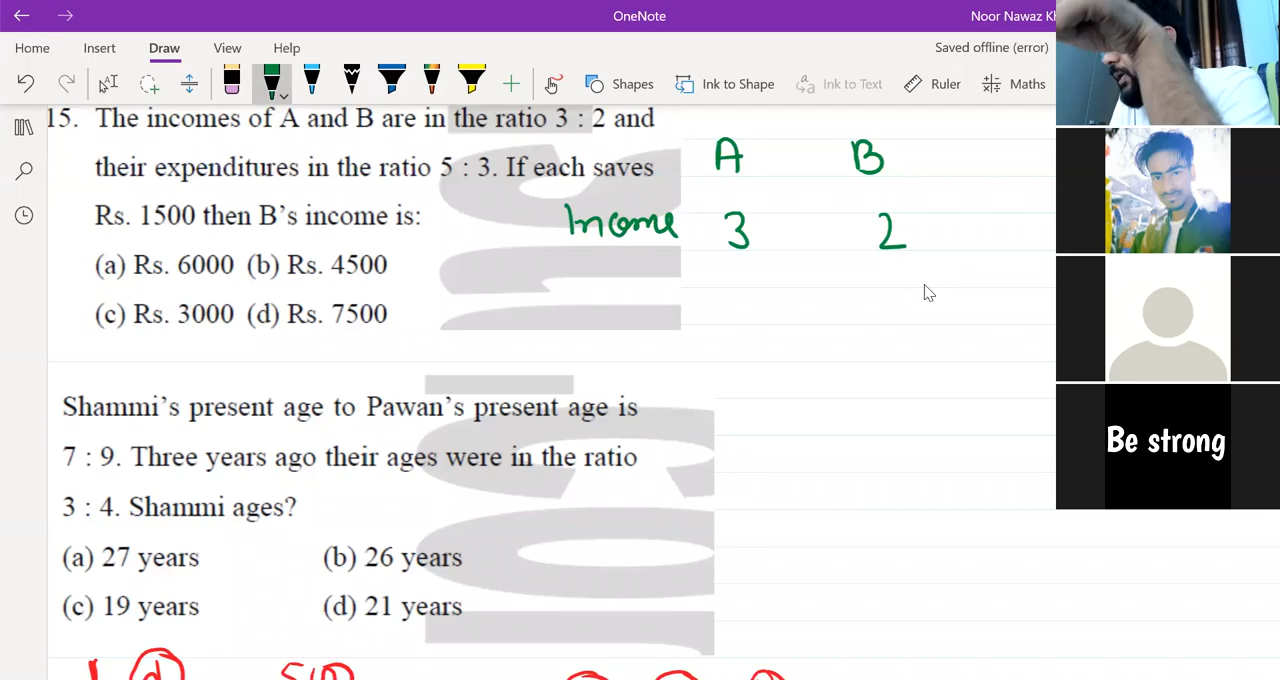 OneNote
Noor Nawaz Kh
Home Insert Draw View Help
Saved offline (error)
Shapes Ink to Shape Ink to Text Ruler Maths
15. The incomes of A and B are in the ratio 3 : 2 and
their expenditures in the ratio 5 : 3. If each saves
Rs. 1500 then B's income is:
(a) Rs. 6000 (b) Rs. 4500
(c) Rs. 3000 (d) Rs. 7500
A B
Income 3 2
Shammi's present age to Pawan's present age is
7 : 9. Three years ago their ages were in the ratio
3 : 4. Shammi ages?
(a) 27 years (b) 26 years
(c) 19 years (d) 21 years
d
Be strong